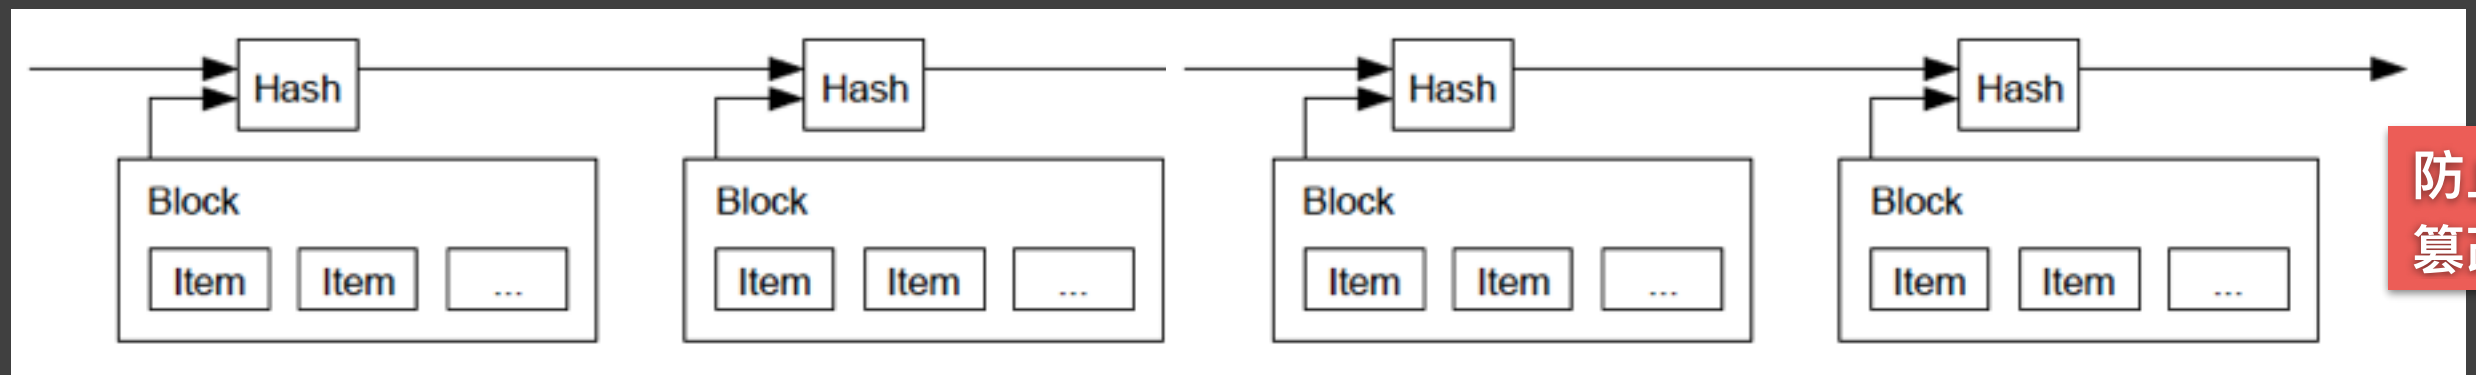 Hash Hash Hash Hash
Block Block Block Block
Item Item ... Item Item ... Item Item ... Item Item ...
防
篡